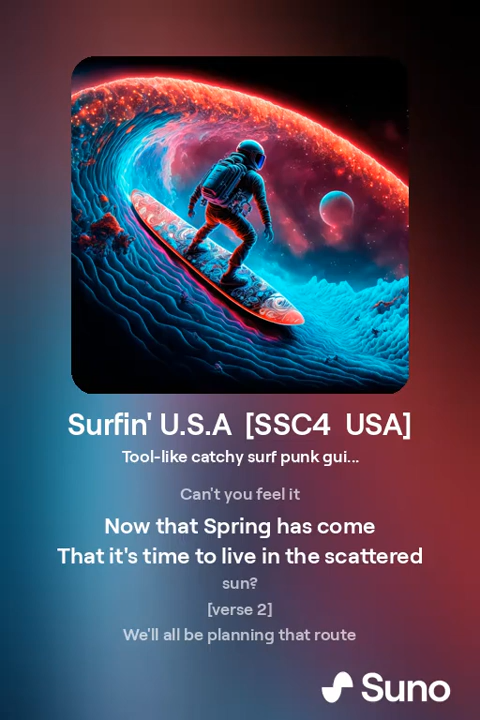 Surfin' U.S.A [SSC4 USA]
Tool-like catchy surf punk gui...
Can't you feel it
Now that Spring has come
That it's time to live in the scattered
sun?
[verse 2]
We'll all be planning that route
Suno